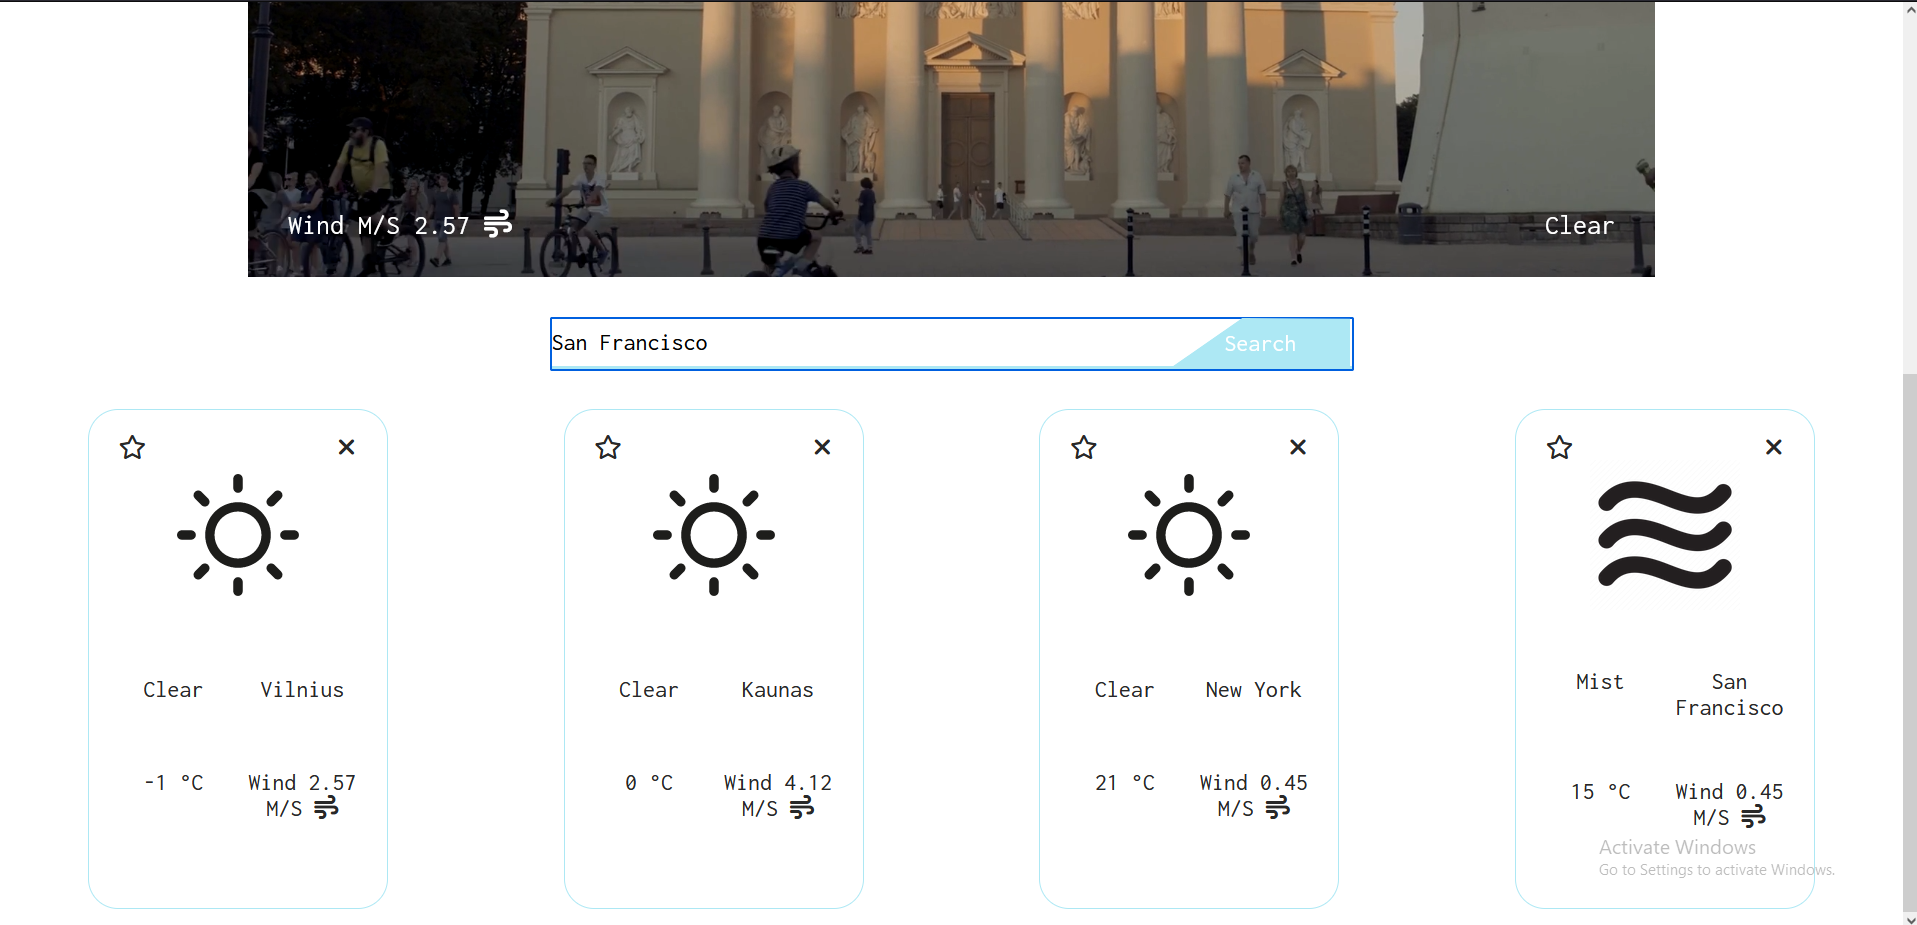 Wind M/S 2.57
Clear
San Francisco
Search
Clear
Vilnius
-1 °C
Wind 2.57
M/S
Clear
Kaunas
0 °C
Wind 4.12
M/S
Clear
New York
21 °C
Wind 0.45
M/S
Mist
San
Francisco
15 °C
Wind 0.45
M/S
Activate Windows
Go to Settings to activate Windows.